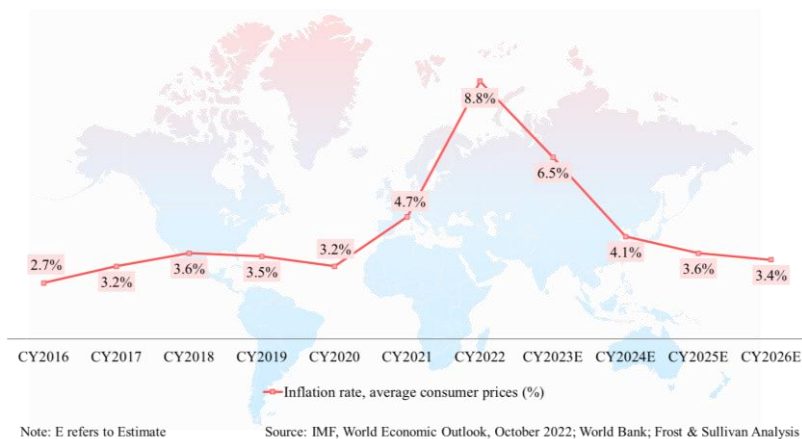 8.8%
6.5%
4.7%
4.1%
3.6%
3.5%
3.6%
3.4%
3.2%
3.2%
2.7%
CY2016 CY2017 CY2018 CY2019 CY2020 CY2021 CY2022 CY2023E CY2024E CY2025E CY2026E
Inflation rate, average consumer prices (%)
Note: E refers to Estimate
Source: IMF, World Economic Outlook, October 2022; World Bank; Frost & Sullivan Analysis